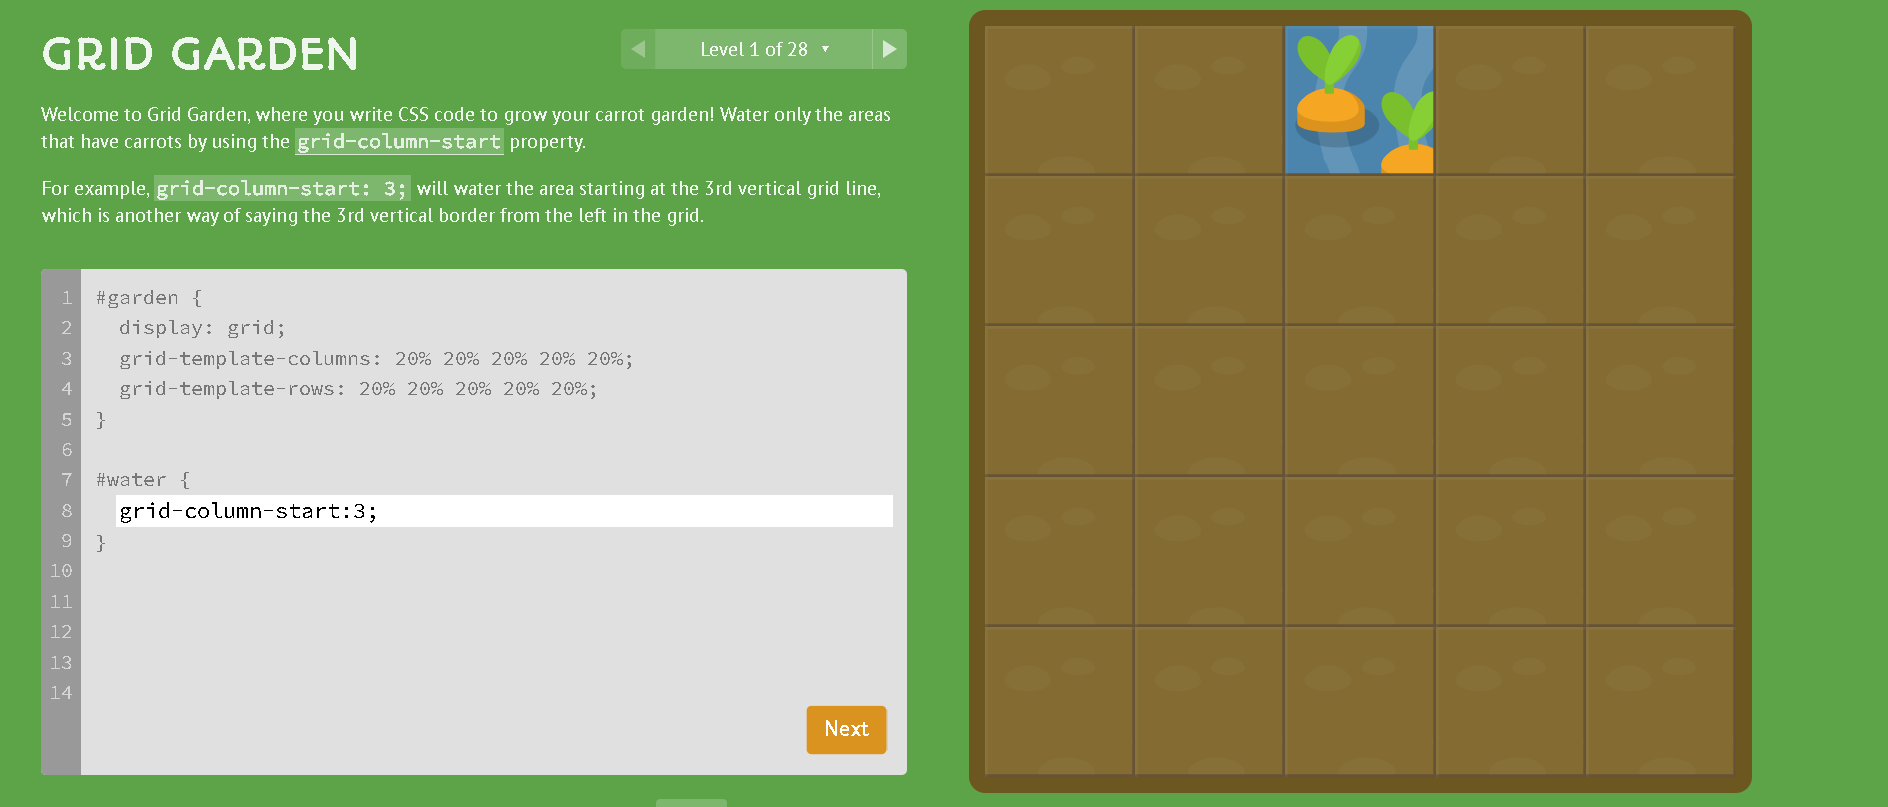 GRID GARDEN
◀ Level 1 of 28 ▼ ▶
Welcome to Grid Garden, where you write CSS code to grow your carrot garden! Water only the areas
that have carrots by using the grid-column-start property.
For example, grid-column-start: 3; will water the area starting at the 3rd vertical grid line,
which is another way of saying the 3rd vertical border from the left in the grid.
1 #garden {
2 display: grid;
3 grid-template-columns: 20% 20% 20% 20% 20%;
4 grid-template-rows: 20% 20% 20% 20% 20%;
5 }
6
7 #water {
8 grid-column-start:3;
9 }
10
11
12
13
14
Next